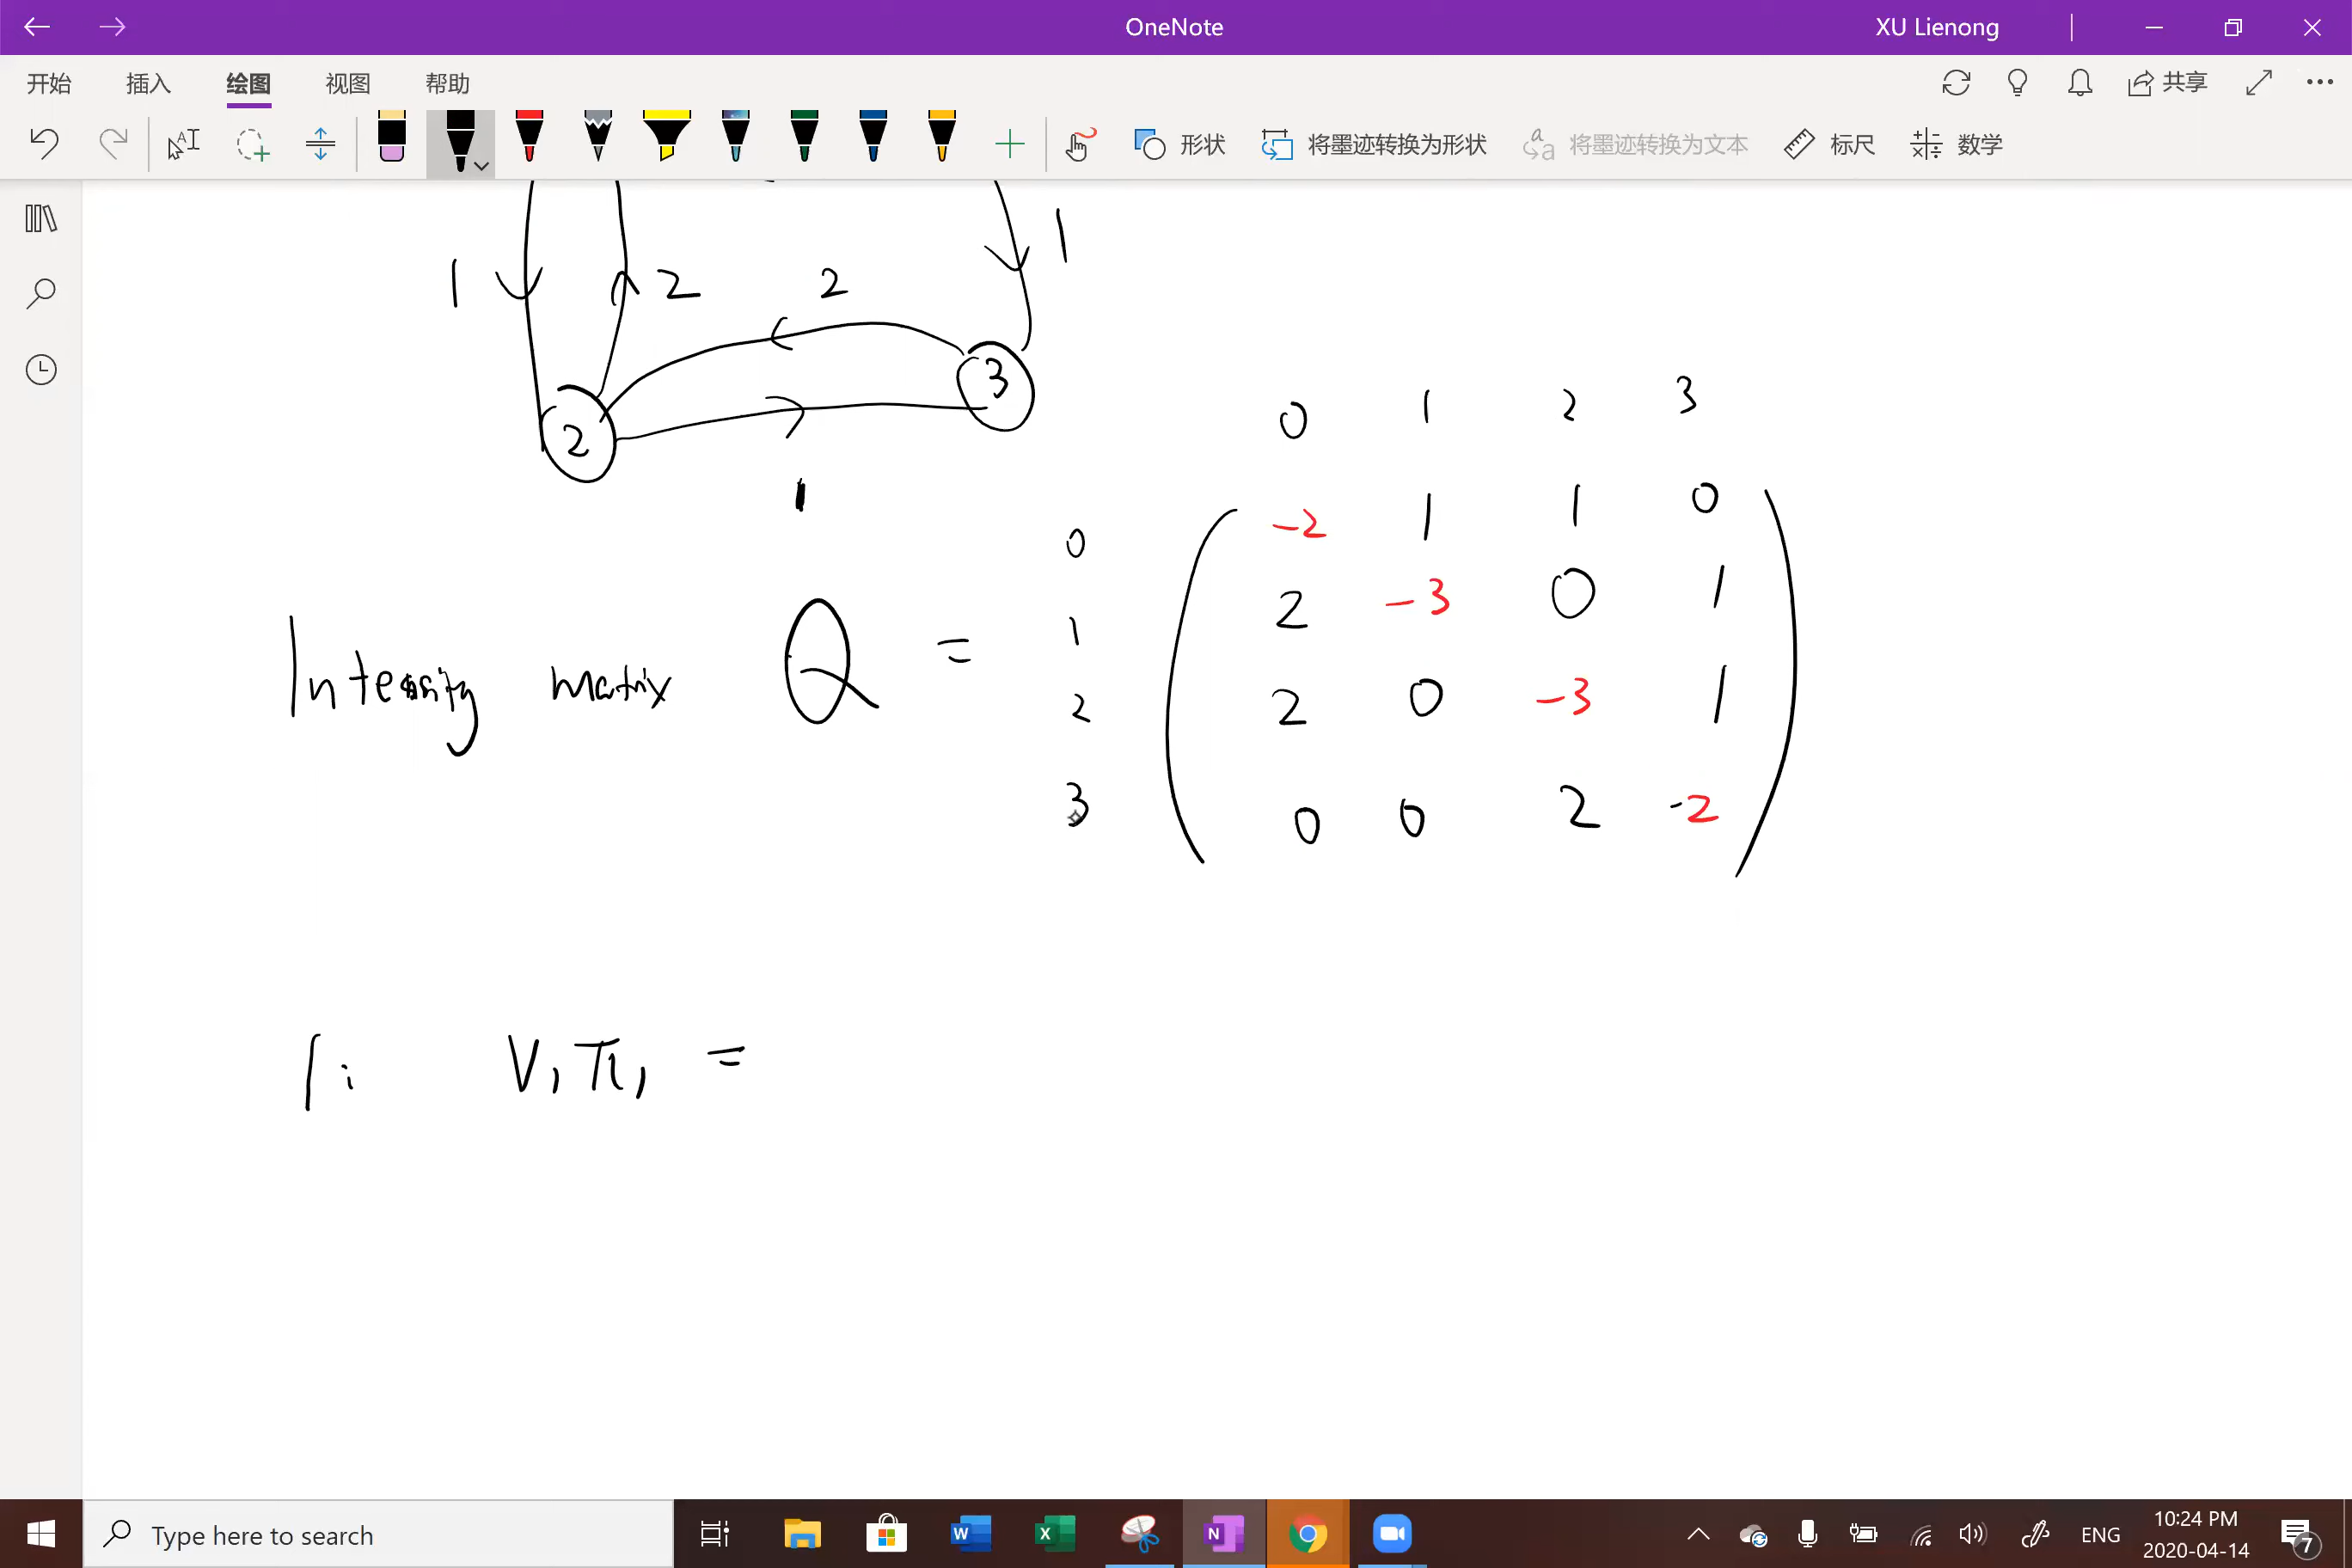 OneNote XU Lienong
开始 插入 绘图 视图 帮助 共享
形状 将墨迹转换为形状 将墨迹转换为文本 标尺 数学
1 2 2 1
3
2
1
0 1 2 3
0 -2 1 1 0
1 2 -3 0 1
Intensity matrix Q =
2 2 0 -3 1
3 0 0 2 -2
1: V₁π₁ =
Type here to search
ENG 10:24 PM
2020-04-14 7